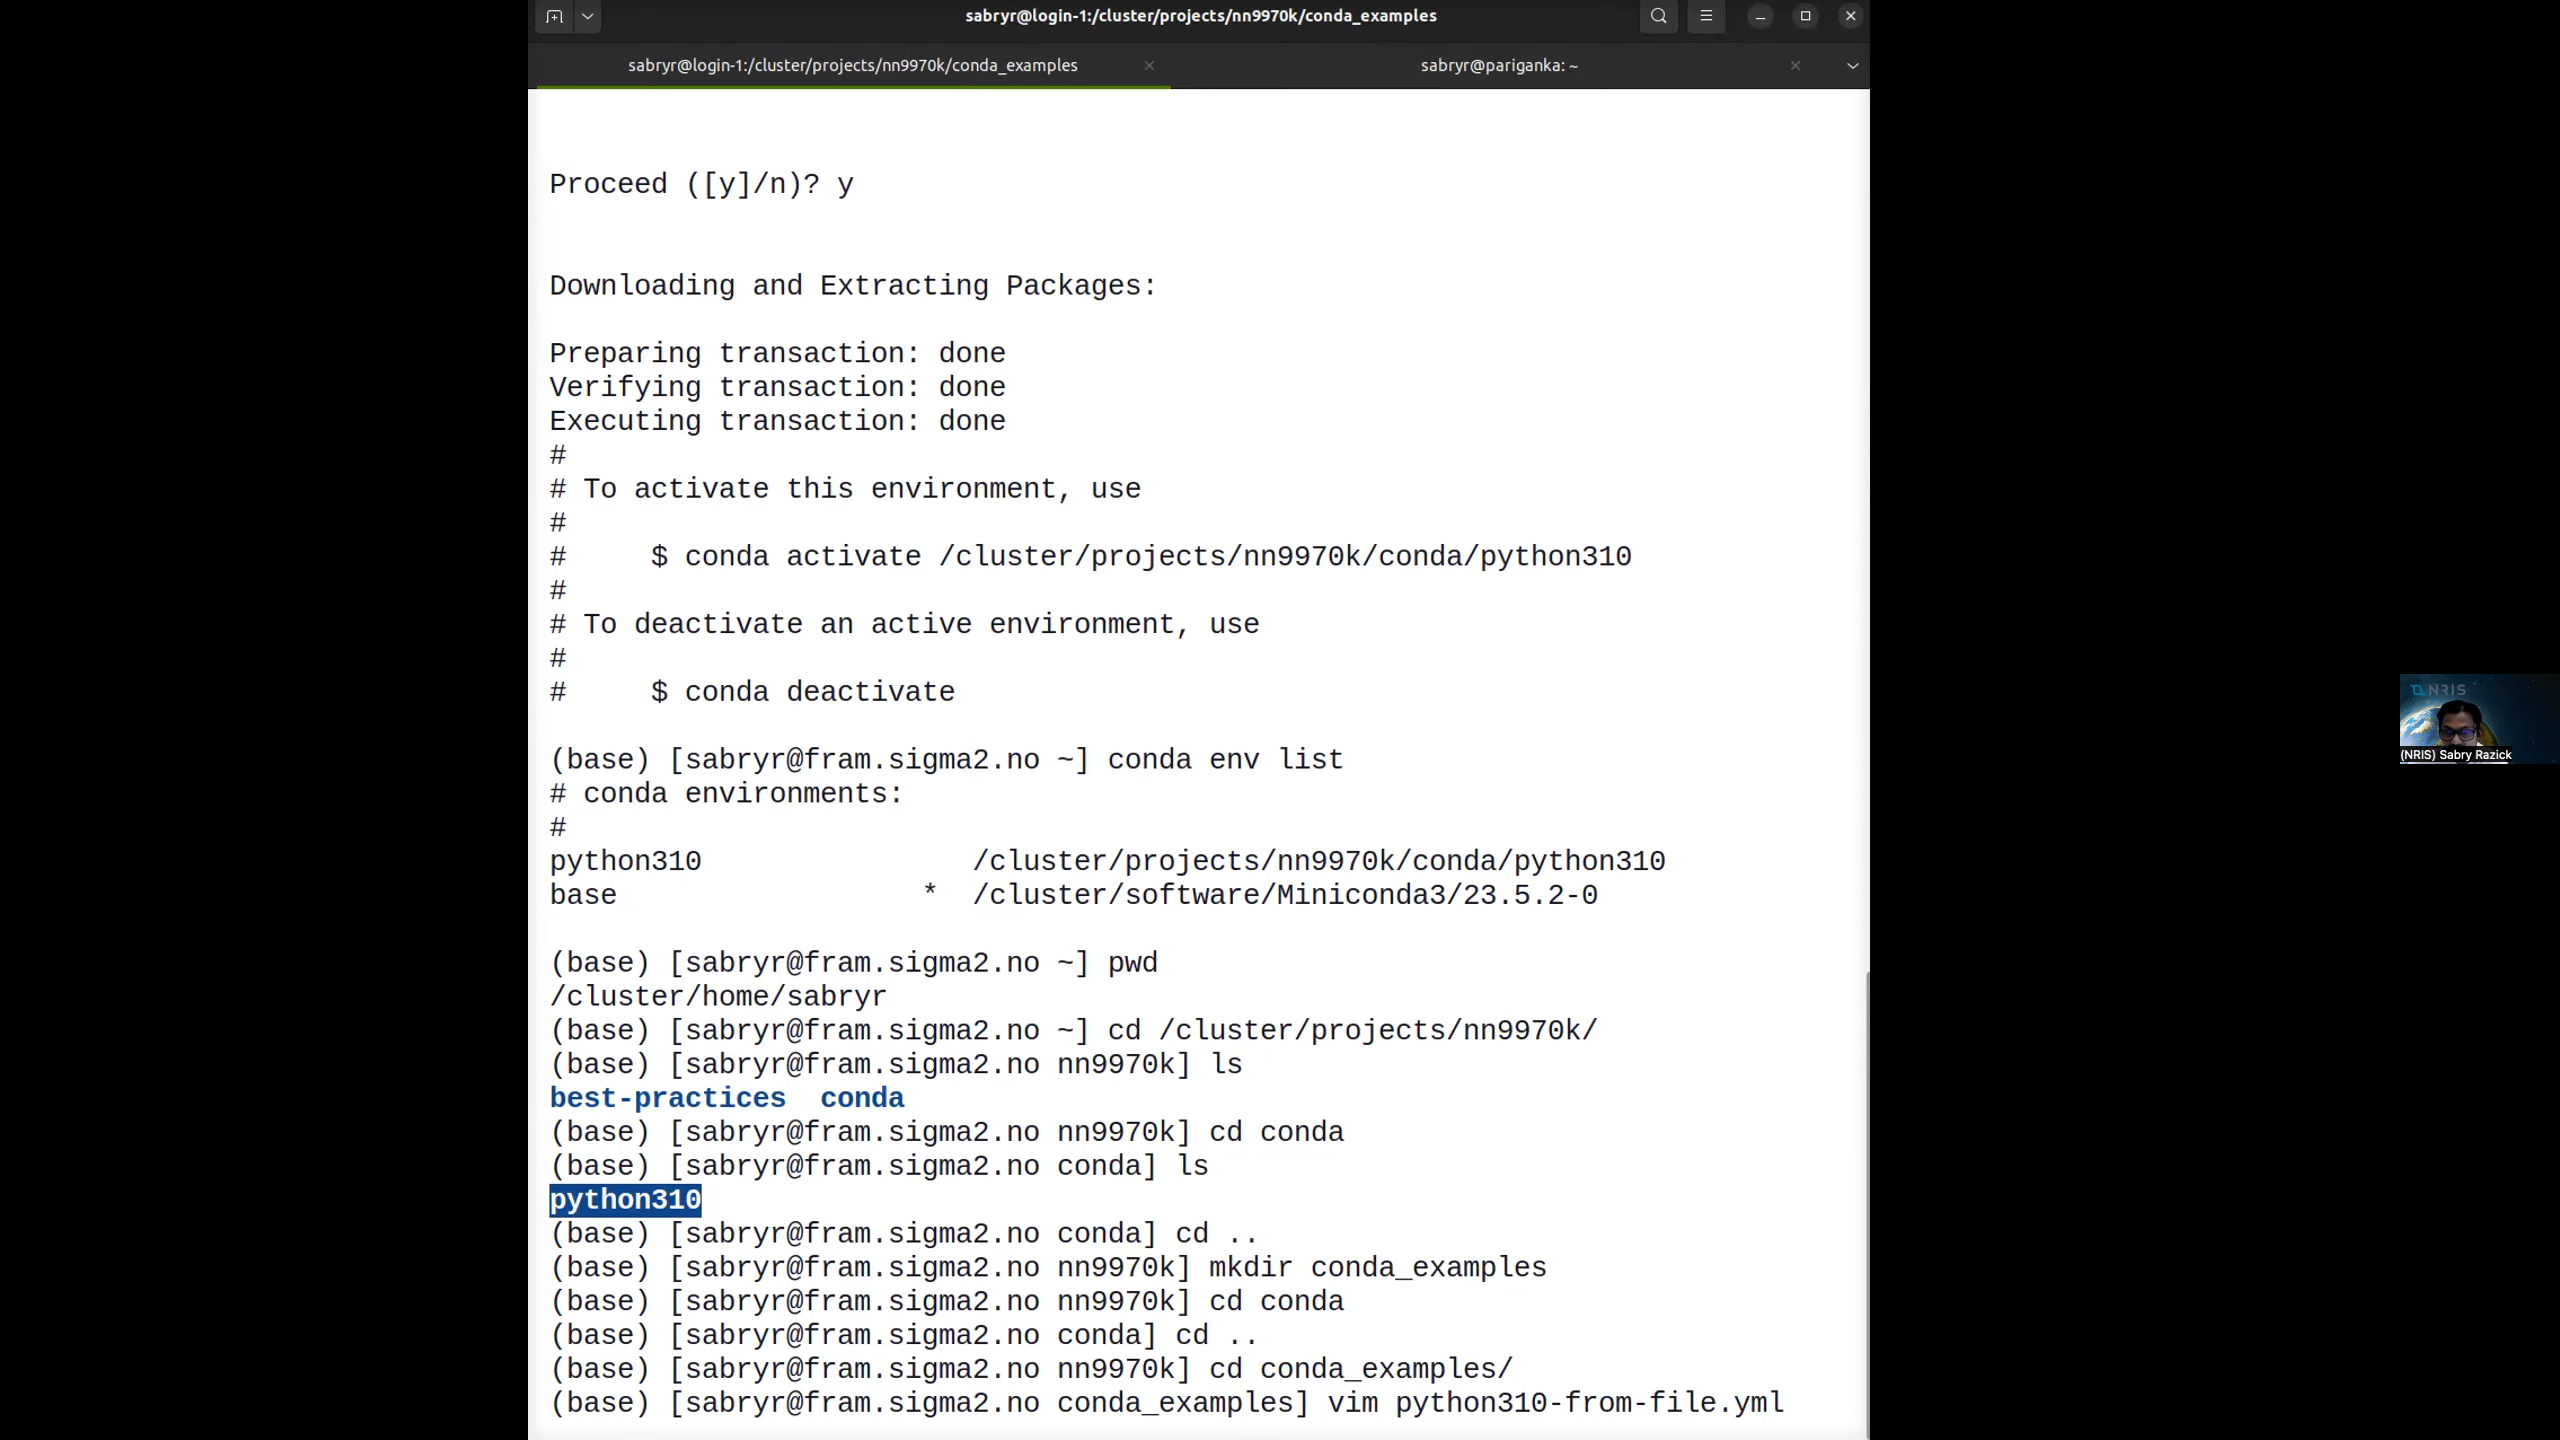 sabryr@login-1:/cluster/projects/nn9970k/conda_examples
sabryr@login-1:/cluster/projects/nn9970k/conda_examples
sabryr@pariganka: ~
Proceed ([y]/n)? y
Downloading and Extracting Packages:
Preparing transaction: done
Verifying transaction: done
Executing transaction: done
#
# To activate this environment, use
#
#     $ conda activate /cluster/projects/nn9970k/conda/python310
#
# To deactivate an active environment, use
#
#     $ conda deactivate
(base) [sabryr@fram.sigma2.no ~] conda env list
# conda environments:
#
python310                /cluster/projects/nn9970k/conda/python310
base                  *  /cluster/software/Miniconda3/23.5.2-0
(base) [sabryr@fram.sigma2.no ~] pwd
/cluster/home/sabryr
(base) [sabryr@fram.sigma2.no ~] cd /cluster/projects/nn9970k/
(base) [sabryr@fram.sigma2.no nn9970k] ls
best-practices  conda
(base) [sabryr@fram.sigma2.no nn9970k] cd conda
(base) [sabryr@fram.sigma2.no conda] ls
python310
(base) [sabryr@fram.sigma2.no conda] cd ..
(base) [sabryr@fram.sigma2.no nn9970k] mkdir conda_examples
(base) [sabryr@fram.sigma2.no nn9970k] cd conda
(base) [sabryr@fram.sigma2.no conda] cd ..
(base) [sabryr@fram.sigma2.no nn9970k] cd conda_examples/
(base) [sabryr@fram.sigma2.no conda_examples] vim python310-from-file.yml
NRIS
(NRIS) Sabry Razick